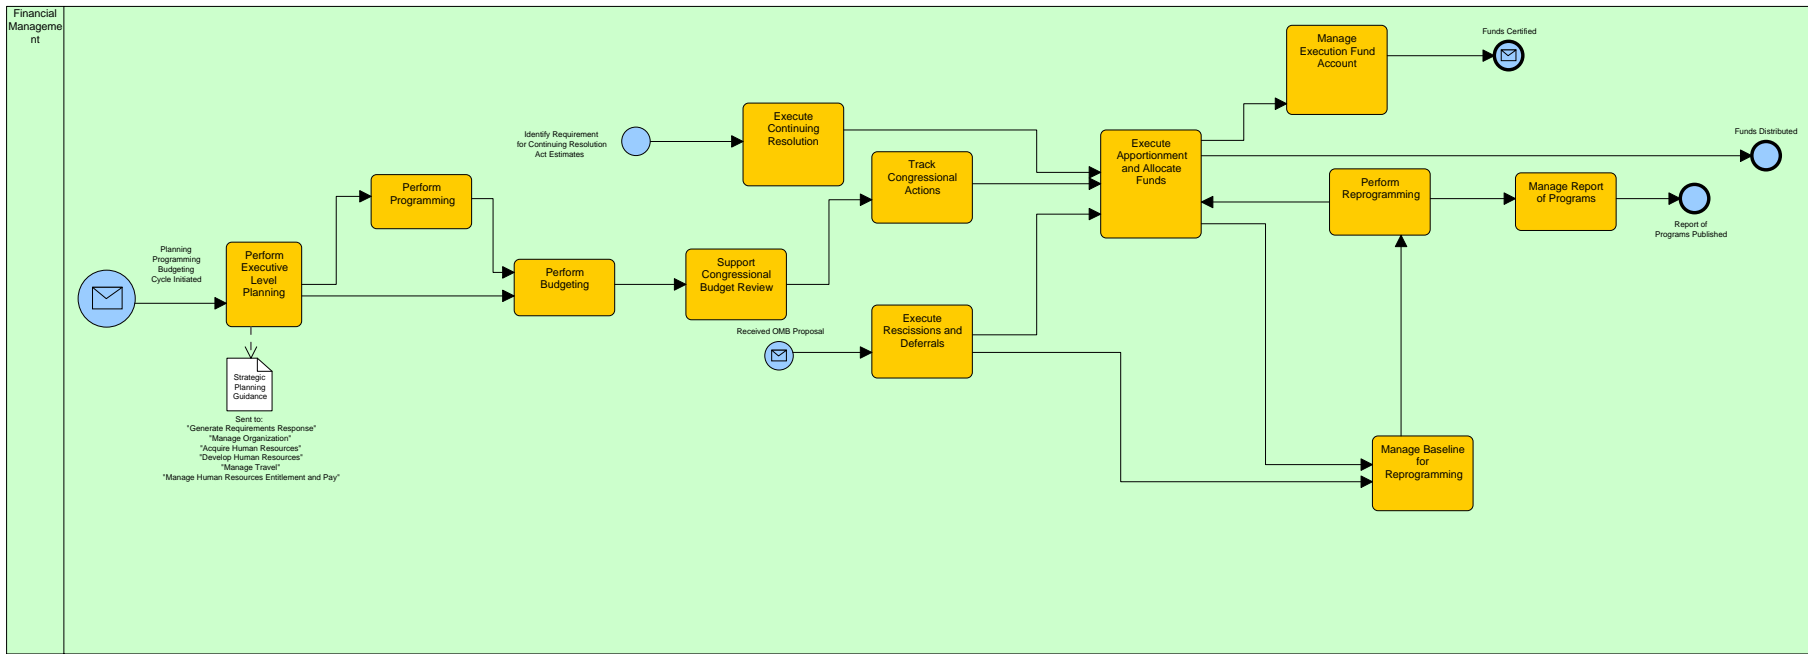 Financial
Manageme
nt
Manage
Execution Fund
Account
Funds Certified
Identify Requirement
for Continuing Resolution
Act Estimates
Execute
Continuing
Resolution
Track
Congressional
Actions
Execute
Apportionment
and Allocate
Funds
Funds Distributed
Perform
Reprogramming
Manage Report
of Programs
Report of
Programs Published
Perform
Programming
Planning
Programming
Budgeting
Cycle Initiated
Perform
Executive
Level
Planning
Perform
Budgeting
Support
Congressional
Budget Review
Received OMB Proposal
Execute
Rescissions and
Deferrals
Strategic
Planning
Guidance
Sent to:
"Generate Requirements Response"
"Manage Organization"
"Acquire Human Resources"
"Develop Human Resources"
"Manage Travel"
"Manage Human Resources Entitlement and Pay"
Manage Baseline
for
Reprogramming